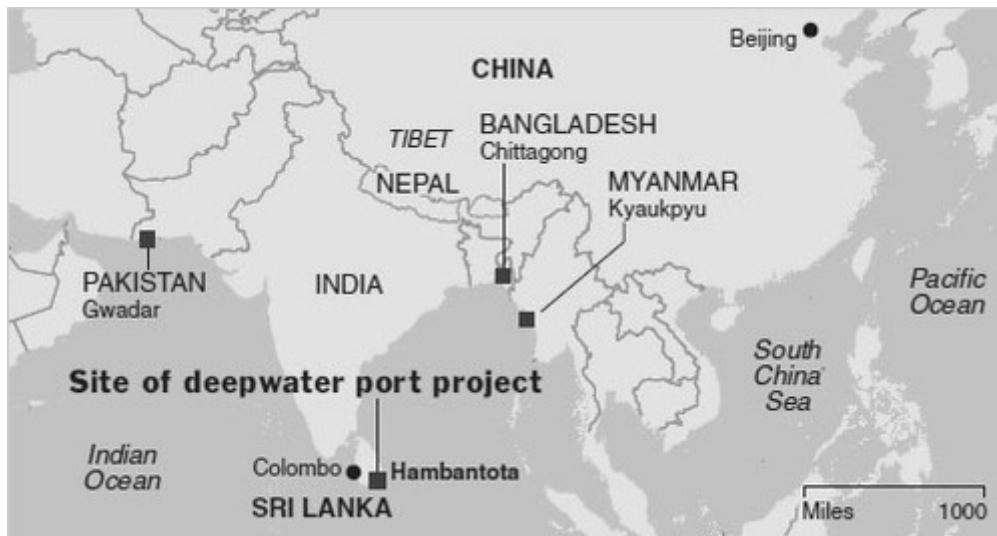 Beijing
CHINA
TIBET
BANGLADESH
Chittagong
NEPAL
MYANMAR
Kyaukpyu
PAKISTAN
Gwadar
INDIA
Pacific
Ocean
South
China
Sea
Site of deepwater port project
Indian
Ocean
Colombo
Hambantota
SRI LANKA
Miles 1000